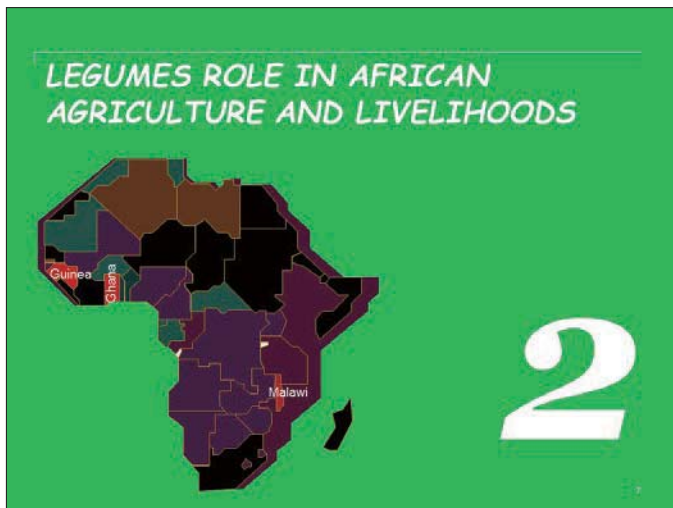 LEGUMES ROLE IN AFRICAN
AGRICULTURE AND LIVELIHOODS
Guinea
Ghana
Malawi
2